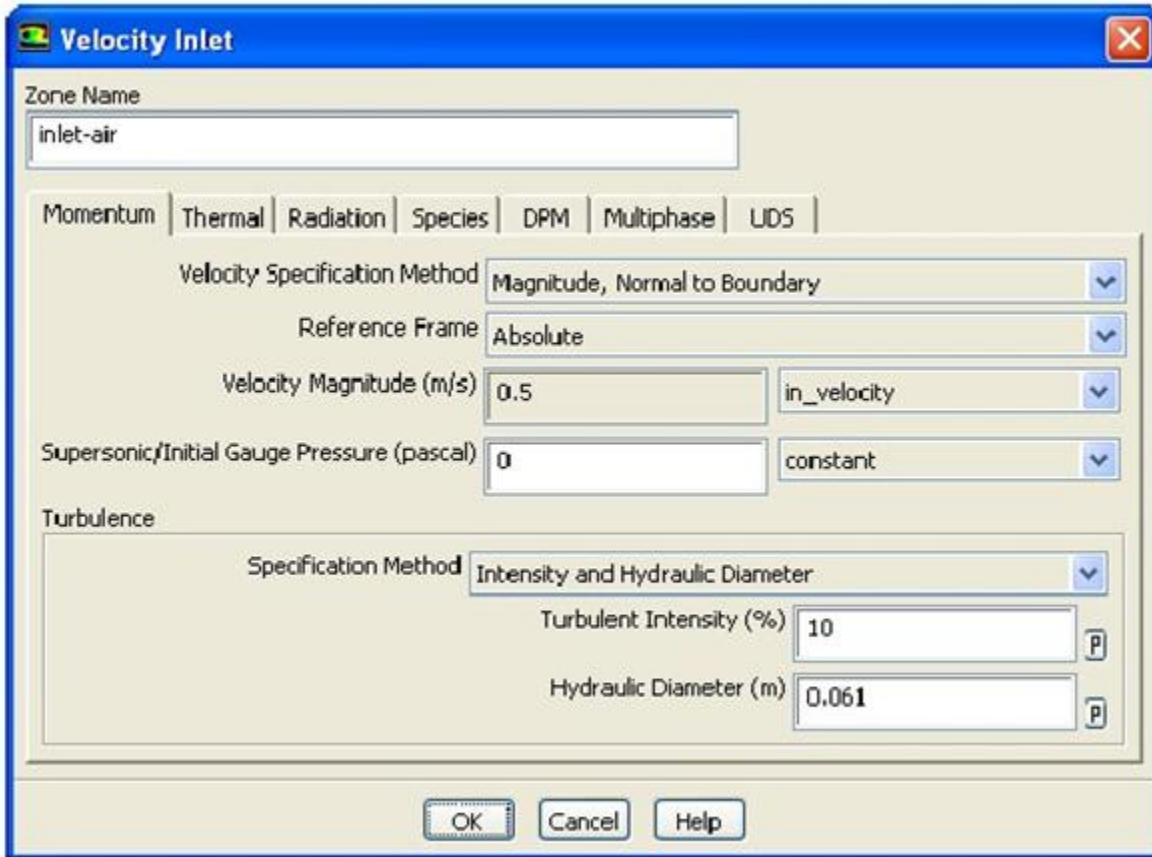 Velocity Inlet
Zone Name
inlet-air
Momentum Thermal Radiation Species DPM Multiphase UDS
Velocity Specification Method Magnitude, Normal to Boundary
Reference Frame Absolute
Velocity Magnitude (m/s) 0.5 in_velocity
Supersonic/Initial Gauge Pressure (pascal) 0 constant
Turbulence
Specification Method Intensity and Hydraulic Diameter
Turbulent Intensity (%) 10 P
Hydraulic Diameter (m) 0.061 P
OK Cancel Help